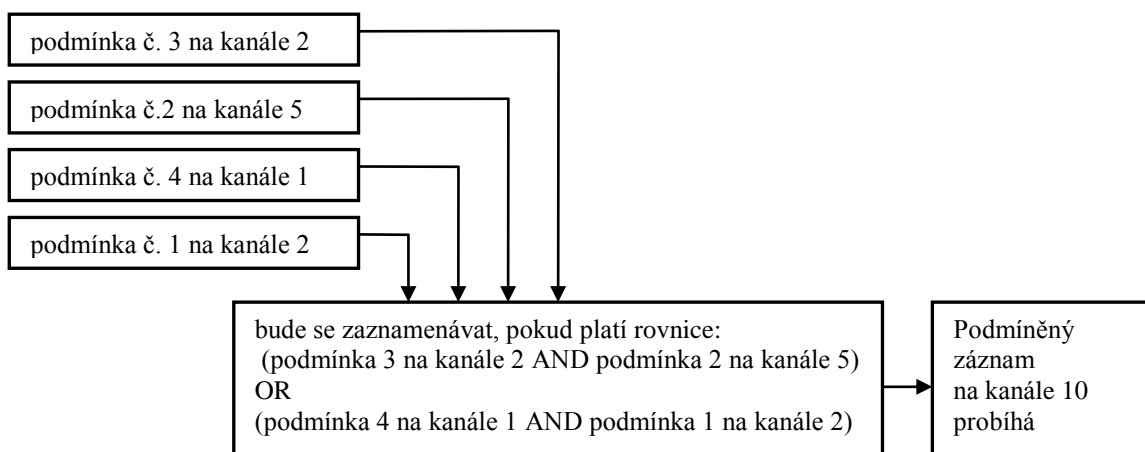 podmínka č. 3 na kanále 2
podmínka č.2 na kanále 5
podmínka č. 4 na kanále 1
podmínka č. 1 na kanále 2
bude se zaznamenávat, pokud platí rovnice:
(podmínka 3 na kanále 2 AND podmínka 2 na kanále 5)
OR
(podmínka 4 na kanále 1 AND podmínka 1 na kanále 2)
Podmíněný
záznam
na kanále 10
probíhá